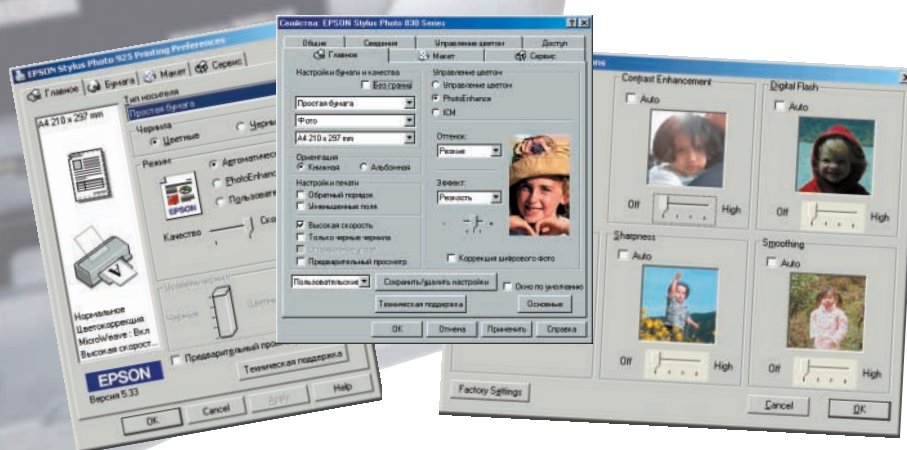 EPSON Stylus Photo 925 Printing Preferences
Главное Бумага Макет Сервис
A4 210 x 297 mm
Тип носителя
Простая бумага
Чернила
Цветные
Режим
PhotoEnhance
EPSON
Качество
Нормальное
Цветокоррекция
MicroWeave : Вкл
Высокая скорост...
EPSON
Версия 5.33
Техническая поддержка
OK Cancel Apply Help
Свойства: EPSON Stylus Photo 830 Series
Общие Сведения Управление цветом Доступ
Главное Макет Сервис
Настройки бумаги и качества
Без границ
Простая бумага
Фото
A4 210 x 297 mm
Ориентация
Книжная Альбомная
Настройки печати
Обратный порядок
Уменьшенные поля
Высокая скорость
Только черные чернила
Предварительный просмотр
Управление цветом
Управление цветом
PhotoEnhance
ICM
Оттенок:
Резкие
Эффект:
Резкость
Коррекция цифрового фото
Пользовательские Сохранить/удалить настройки Окно по умолчанию
Техническая поддержка Основные
OK Отмена Применить Справка
ons
Contrast Enhancement
Auto
Off High
Digital Flash
Auto
Off High
Sharpness
Auto
Off High
Smoothing
Auto
Off High
Factory Settings
Cancel OK